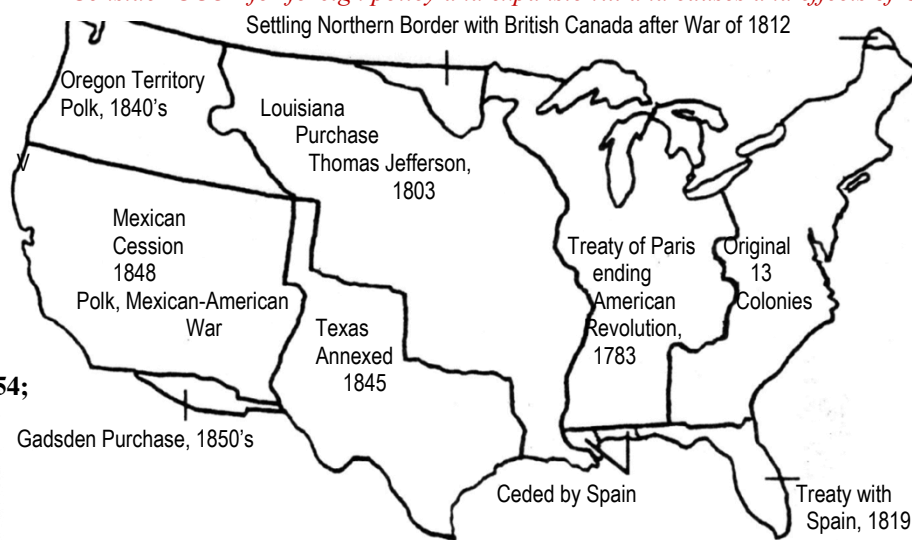 Settling Northern Border with British Canada after War of 1812
Oregon Territory
Polk, 1840's
Louisiana
Purchase
Thomas Jefferson,
1803
V
Mexican
Cession
1848
Polk, Mexican-American
War
Treaty of Paris
ending
American
Revolution,
1783
Original
13
Colonies
Texas
Annexed
1845
54;
Gadsden Purchase, 1850's
Ceded by Spain
Treaty with
Spain, 1819